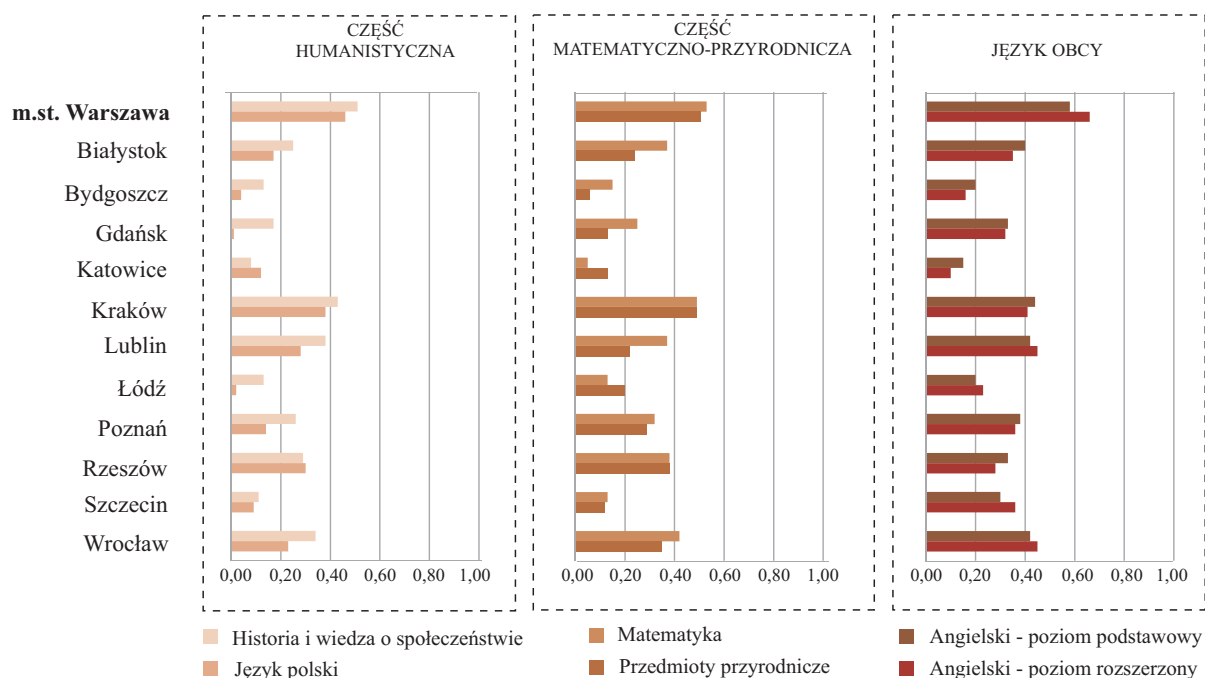 CZĘŚĆ
HUMANISTYCZNA
CZĘŚĆ
MATEMATYCZNO-PRZYRODNICZA
JĘZYK OBCY
m.st. Warszawa
Białystok
Bydgoszcz
Gdańsk
Katowice
Kraków
Lublin
Łódź
Poznań
Rzeszów
Szczecin
Wrocław
0,00 0,20 0,40 0,60 0,80 1,00
0,00 0,20 0,40 0,60 0,80 1,00
0,00 0,20 0,40 0,60 0,80 1,00
Historia i wiedza o społeczeństwie
Język polski
Matematyka
Przedmioty przyrodnicze
Angielski - poziom podstawowy
Angielski - poziom rozszerzony